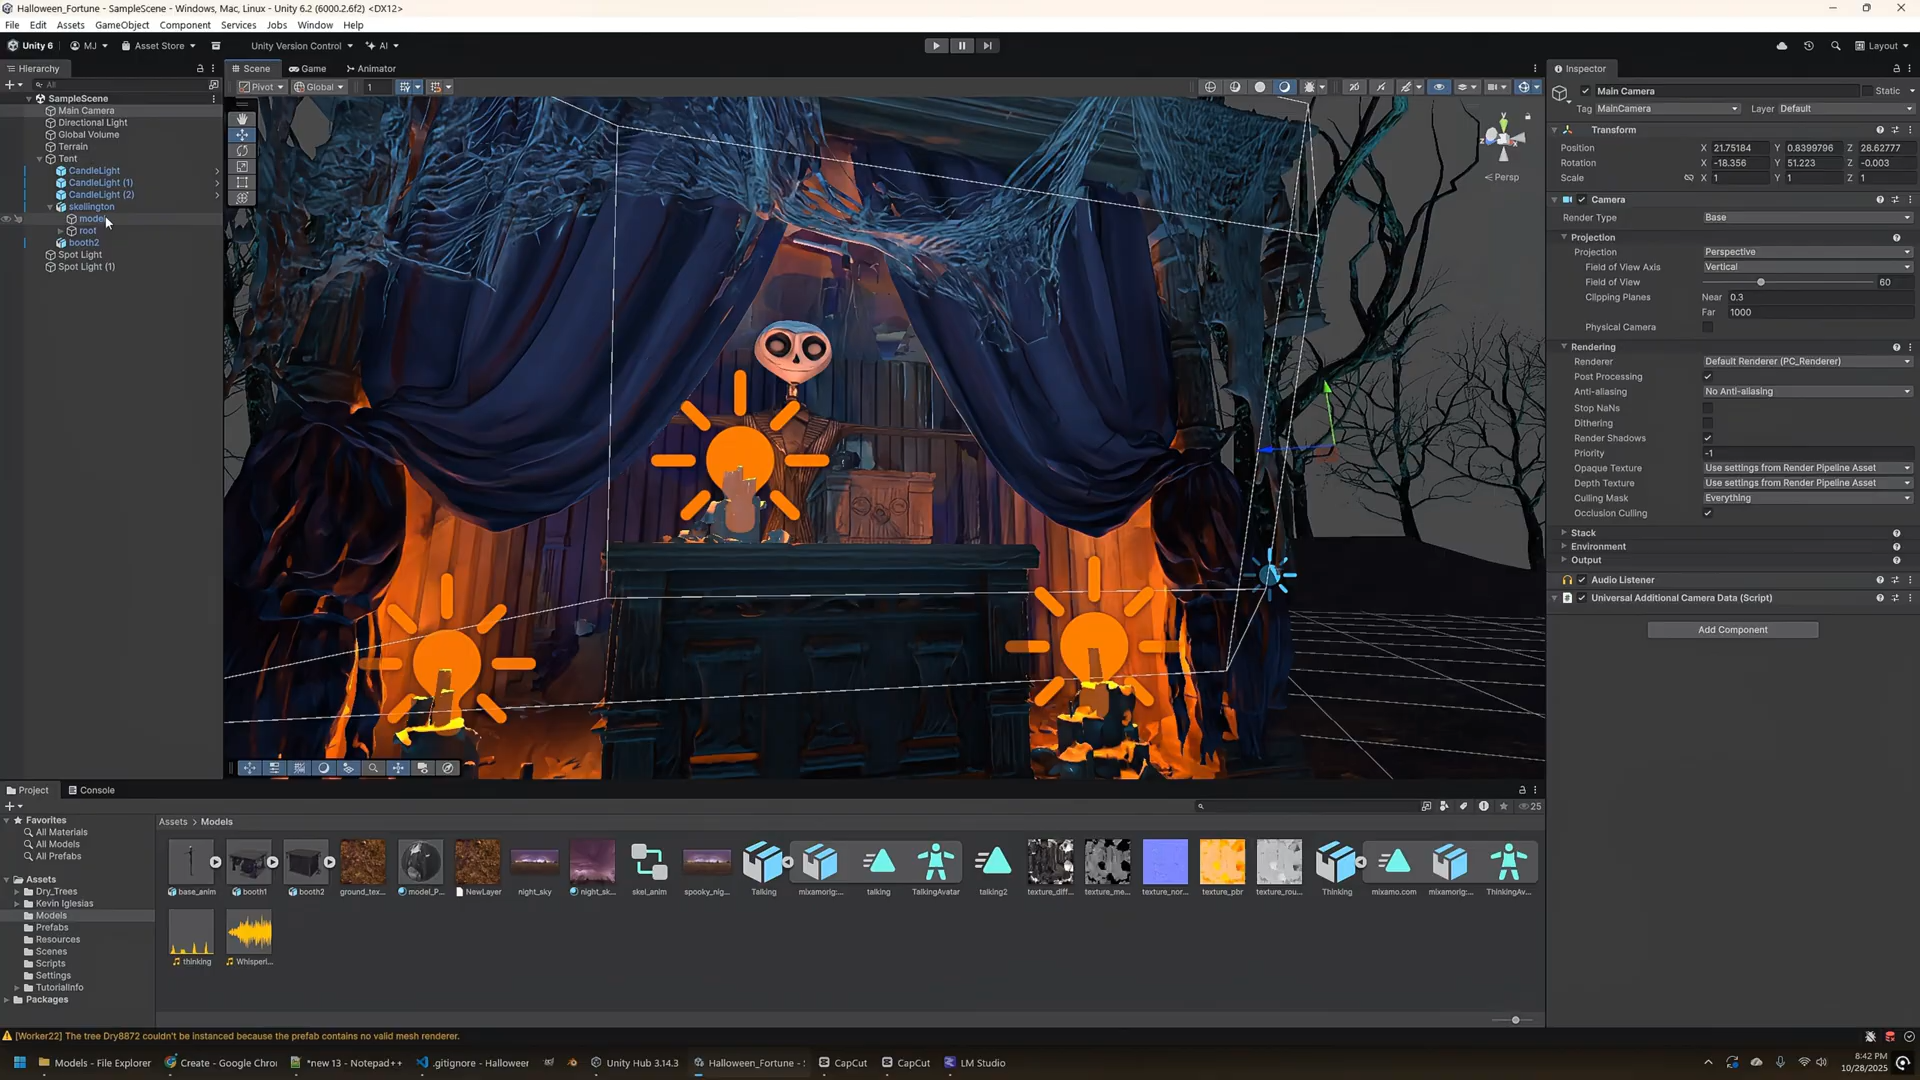 Halloween_Fortune - SampleScene - Windows, Mac, Linux - Unity 6.2 (6000.2.6f2) <DX12>
File Edit Assets GameObject Component Services Jobs Window Help
Unity 6 MJ Asset Store Unity Version Control AI Layout
Hierarchy Scene Game Animator Inspector
All Pivot Global 1
SampleScene
Main Camera
Directional Light
Global Volume
Terrain
Tent
CandleLight
CandleLight (1)
CandleLight (2)
skellington
model
root
booth2
Spot Light
Spot Light (1)
y
Persp
Main Camera Static
Tag MainCamera Layer Default
Transform
Position X 21.75184 Y 0.8399796 Z 28.62777
Rotation X -18.356 Y 51.223 Z -0.003
Scale X 1 Y 1 Z 1
Camera
Render Type Base
Projection
Projection Perspective
Field of View Axis Vertical
Field of View 60
Clipping Planes Near 0.3
Far 1000
Physical Camera
Rendering
Renderer Default Renderer (PC_Renderer)
Post Processing
Anti-aliasing No Anti-aliasing
Stop NaNs
Dithering
Render Shadows
Priority -1
Opaque Texture Use settings from Render Pipeline Asset
Depth Texture Use settings from Render Pipeline Asset
Culling Mask Everything
Occlusion Culling
Stack
Environment
Output
Audio Listener
Universal Additional Camera Data (Script)
Add Component
Project Console
25
Favorites
All Materials
All Models
All Prefabs
Assets
Dry_Trees
Kevin Iglesias
Models
Prefabs
Resources
Scenes
Scripts
Settings
TutorialInfo
Packages
Assets > Models
base_anim booth1 booth2 ground_tex... model_P... NewLayer night_sky night_sk... skel_anim spooky_nig... Talking mixamorig:... talking TalkingAvatar talking2 texture_diff... texture_me... texture_nor... texture_pbr texture_rou... Thinking mixamo.com mixamorig:... ThinkingAv...
thinking Whisperi...
[Worker22] The tree Dry8872 couldn't be instanced because the prefab contains no valid mesh renderer.
Models - File Explorer Create - Google Chro *new 13 - Notepad++ .gitignore - Hallowee Unity Hub 3.14.3 Halloween_Fortune - S CapCut CapCut LM Studio
8:42 PM
10/28/2025